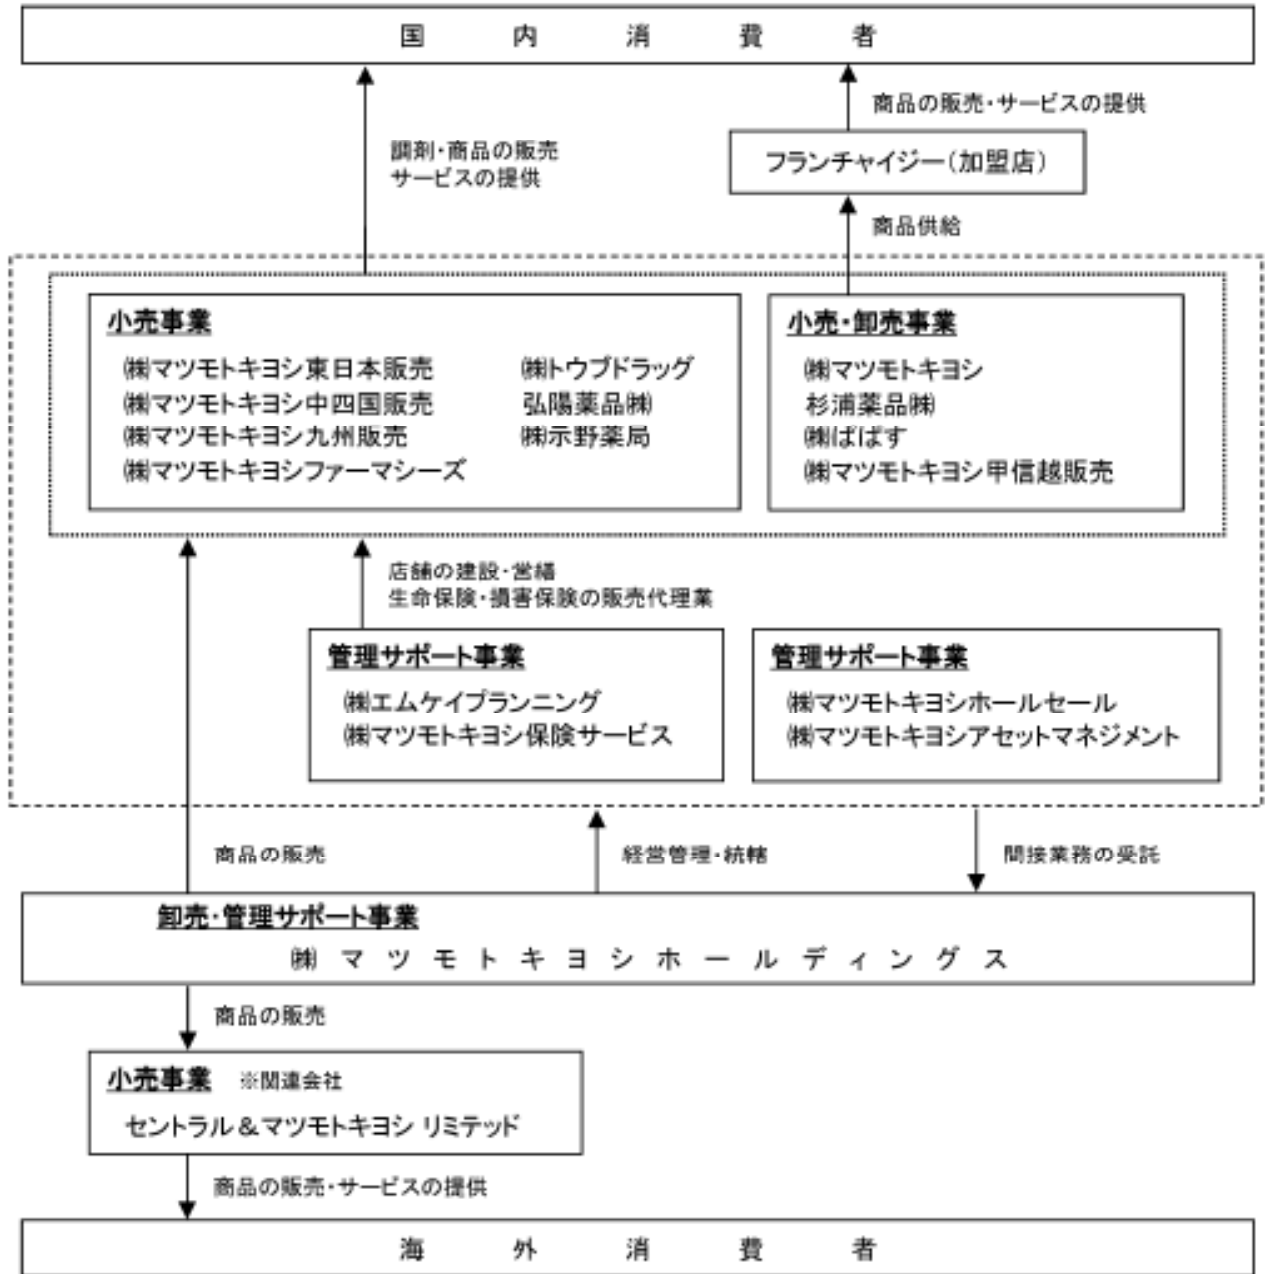 国内消費者
商品の販売・サービスの提供
調剤・商品の販売
サービスの提供
フランチャイジー(加盟店)
商品供給
小売事業
㈱マツモトキヨシ東日本販売
㈱マツモトキヨシ中四国販売
㈱マツモトキヨシ九州販売
㈱マツモトキヨシファーマシーズ
㈱トウブドラッグ
弘陽薬品㈱
㈱示野薬局
小売・卸売事業
㈱マツモトキヨシ
杉浦薬品㈱
㈱ぱぱす
㈱マツモトキヨシ甲信越販売
店舗の建設・営繕
生命保険・損害保険の販売代理業
管理サポート事業
㈱エムケイプランニング
㈱マツモトキヨシ保険サービス
管理サポート事業
㈱マツモトキヨシホールセール
㈱マツモトキヨシアセットマネジメント
商品の販売
経営管理・統轄
間接業務の受託
卸売・管理サポート事業
㈱マツモトキヨシホールディングス
商品の販売
小売事業 ※関連会社
セントラル&マツモトキヨシ リミテッド
商品の販売・サービスの提供
海外消費者